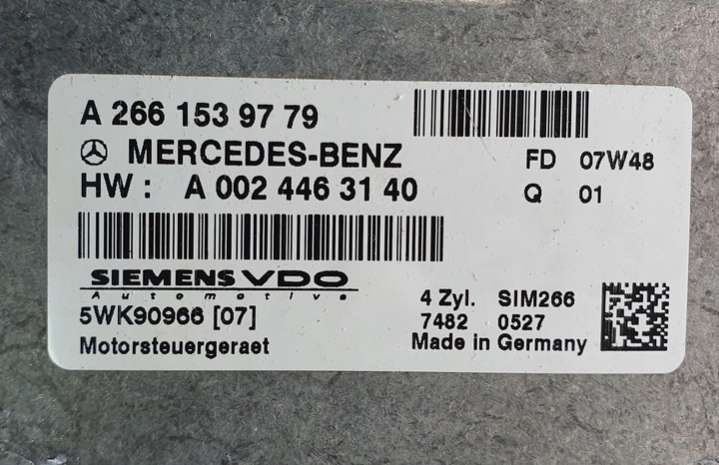 A 266 153 97 79
MERCEDES-BENZ
FD 07W48
HW : A 002 446 31 40
Q 01
SIEMENS VDO
Automotive
5WK90966 [07]
Motorsteuergeraet
4 Zyl. SIM266
7482 0527
Made in Germany